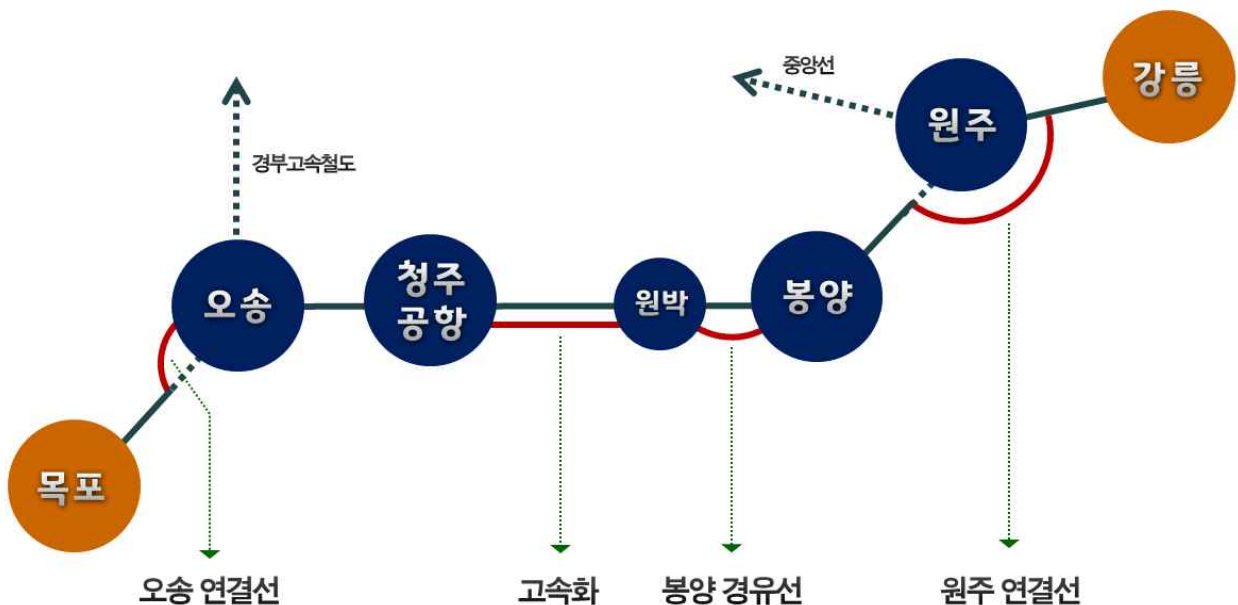 강릉
중앙선
원주
경부고속철도
청주
공항
오송
원박
봉양
목포
오송 연결선
고속화
봉양 경유선
원주 연결선